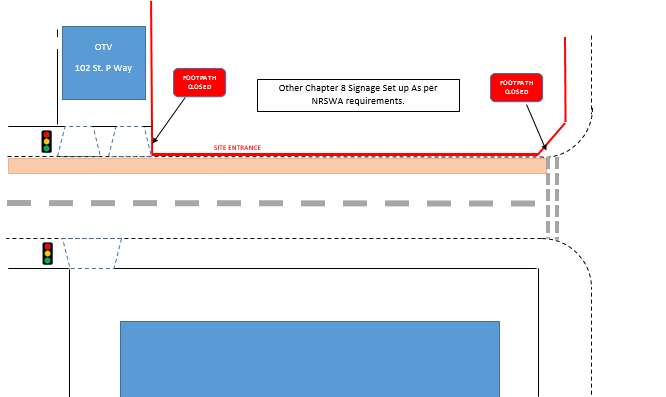 OTV
102 St. P Way
FOOTPATH
CLOSED
Other Chapter 8 Signage Set up As per
NRSWA requirements.
FOOTPATH
CLOSED
SITE ENTRANCE